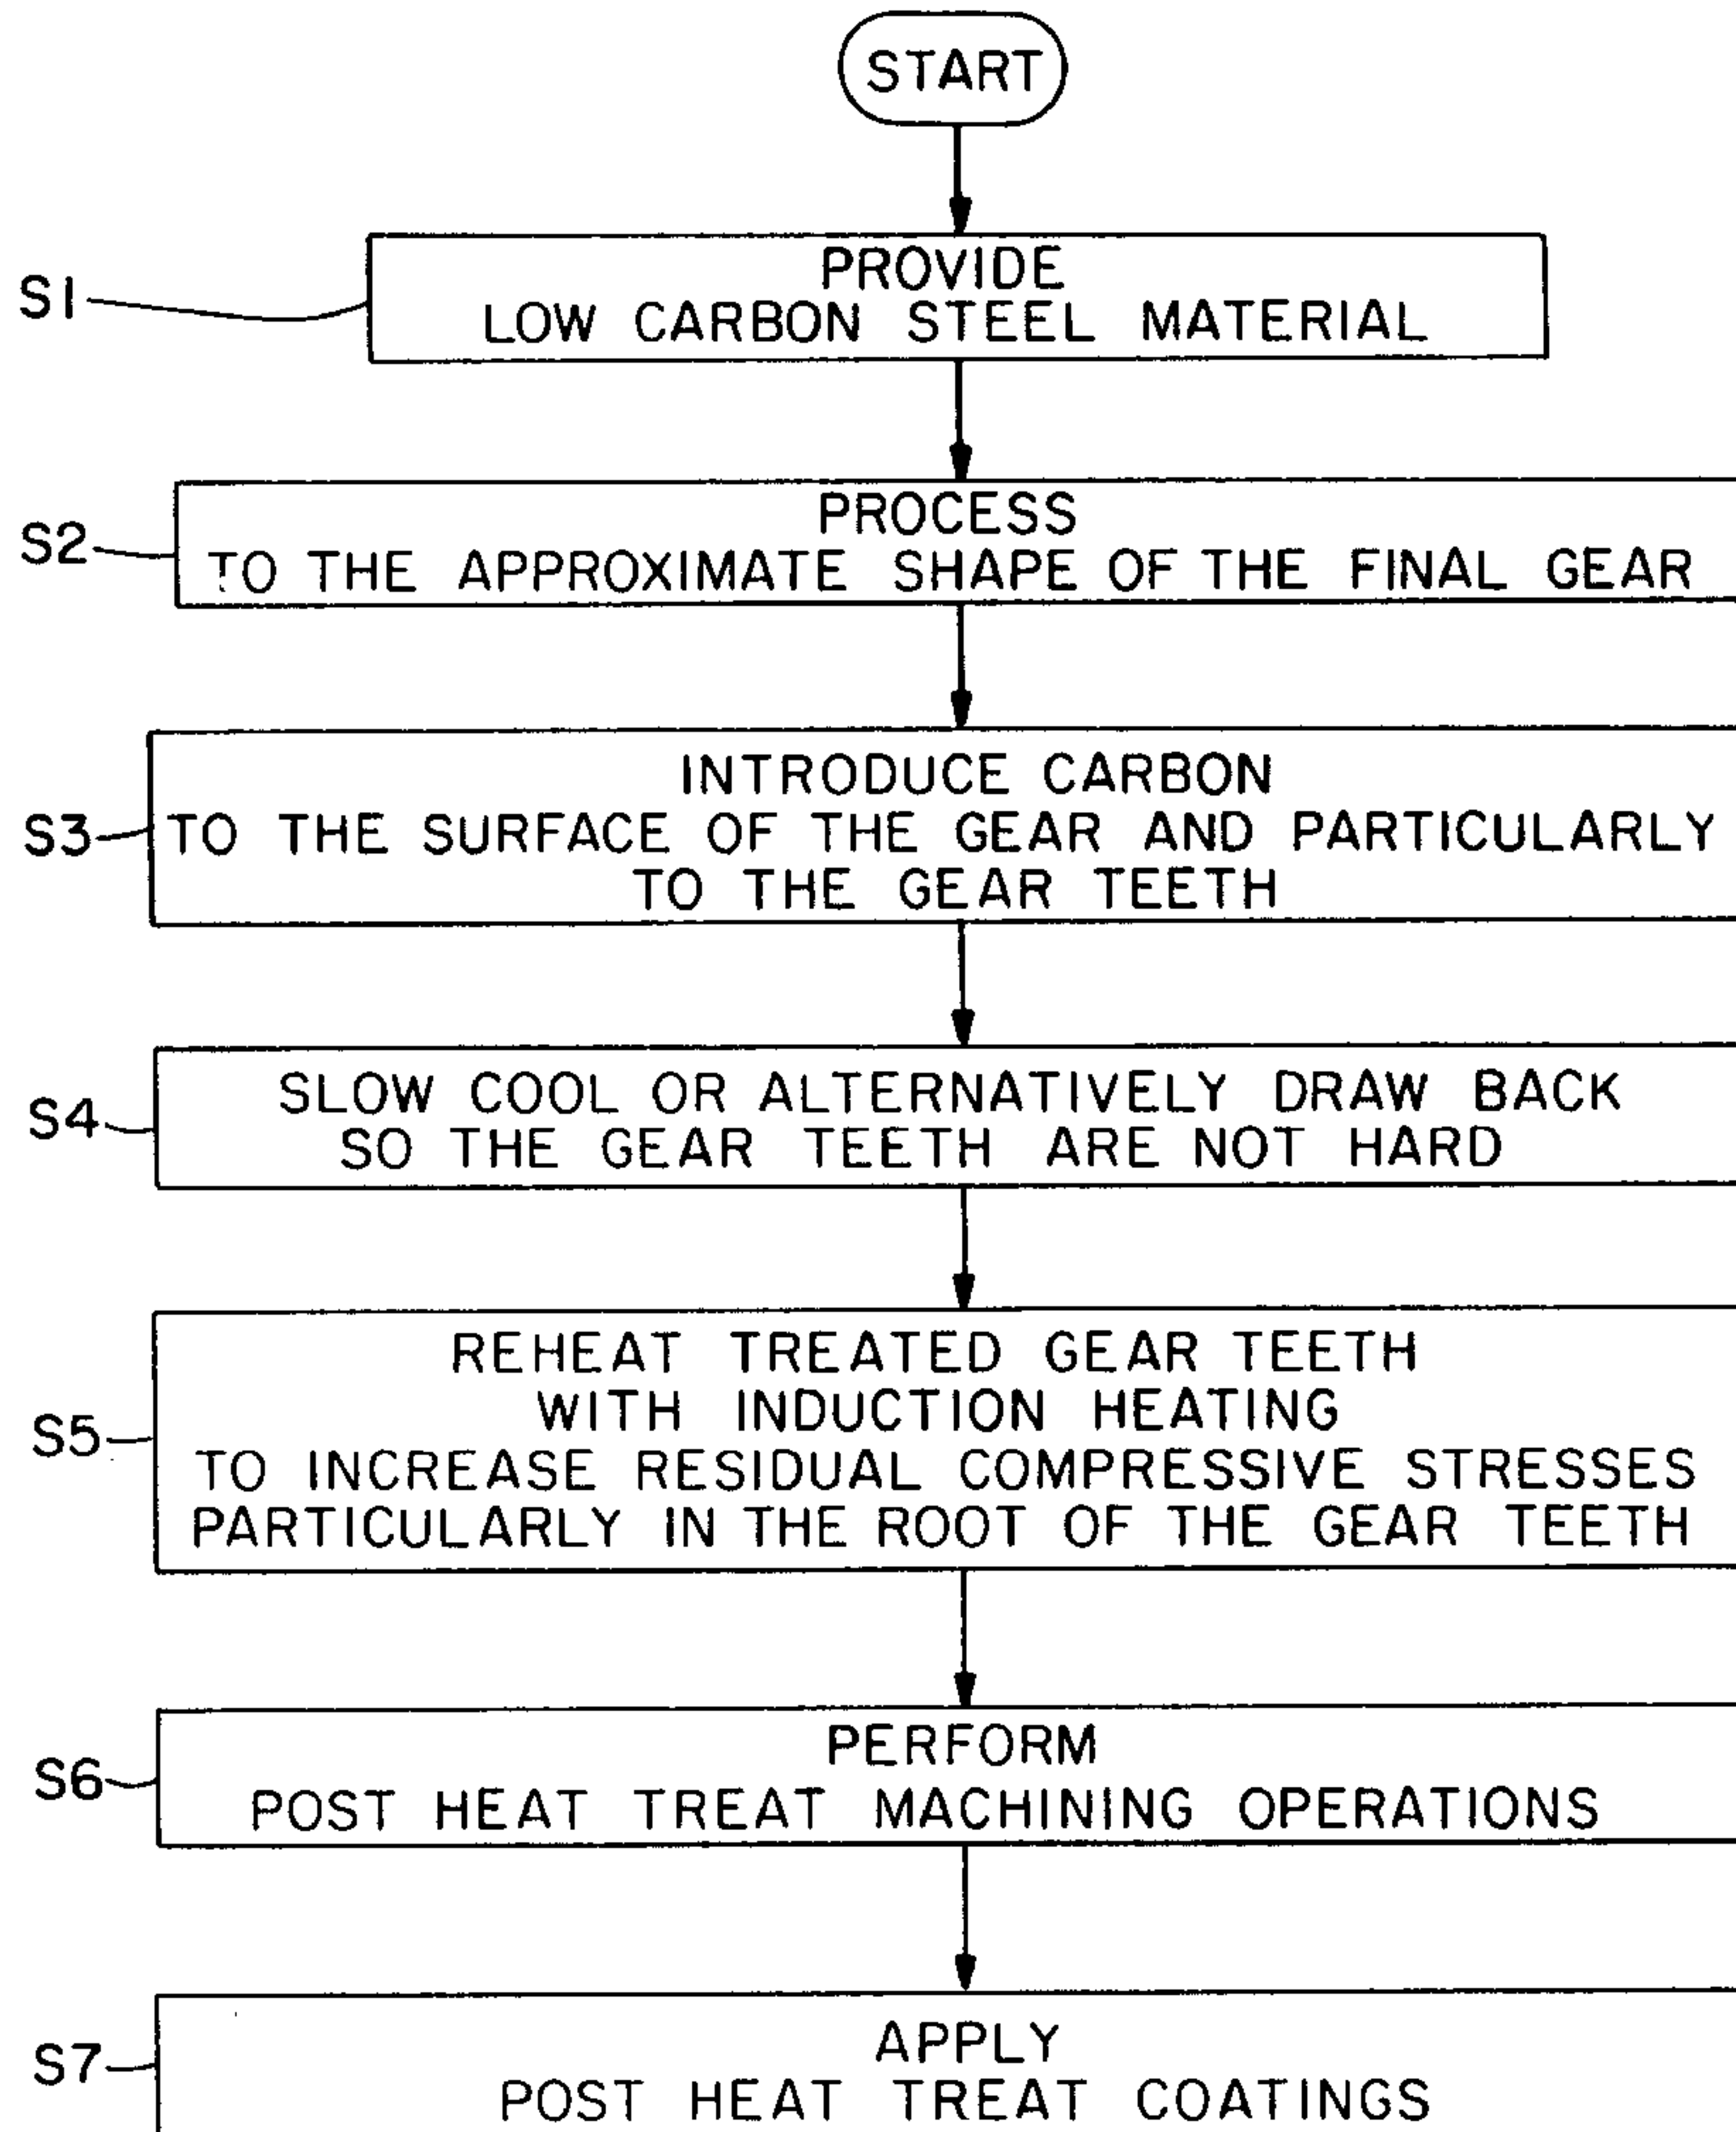 START
S1
PROVIDE
LOW CARBON STEEL MATERIAL
S2
PROCESS
TO THE APPROXIMATE SHAPE OF THE FINAL GEAR
S3
INTRODUCE CARBON
TO THE SURFACE OF THE GEAR AND PARTICULARLY
TO THE GEAR TEETH
S4
SLOW COOL OR ALTERNATIVELY DRAW BACK
SO THE GEAR TEETH ARE NOT HARD
S5
REHEAT TREATED GEAR TEETH
WITH INDUCTION HEATING
TO INCREASE RESIDUAL COMPRESSIVE STRESSES
PARTICULARLY IN THE ROOT OF THE GEAR TEETH
S6
PERFORM
POST HEAT TREAT MACHINING OPERATIONS
S7
APPLY
POST HEAT TREAT COATINGS